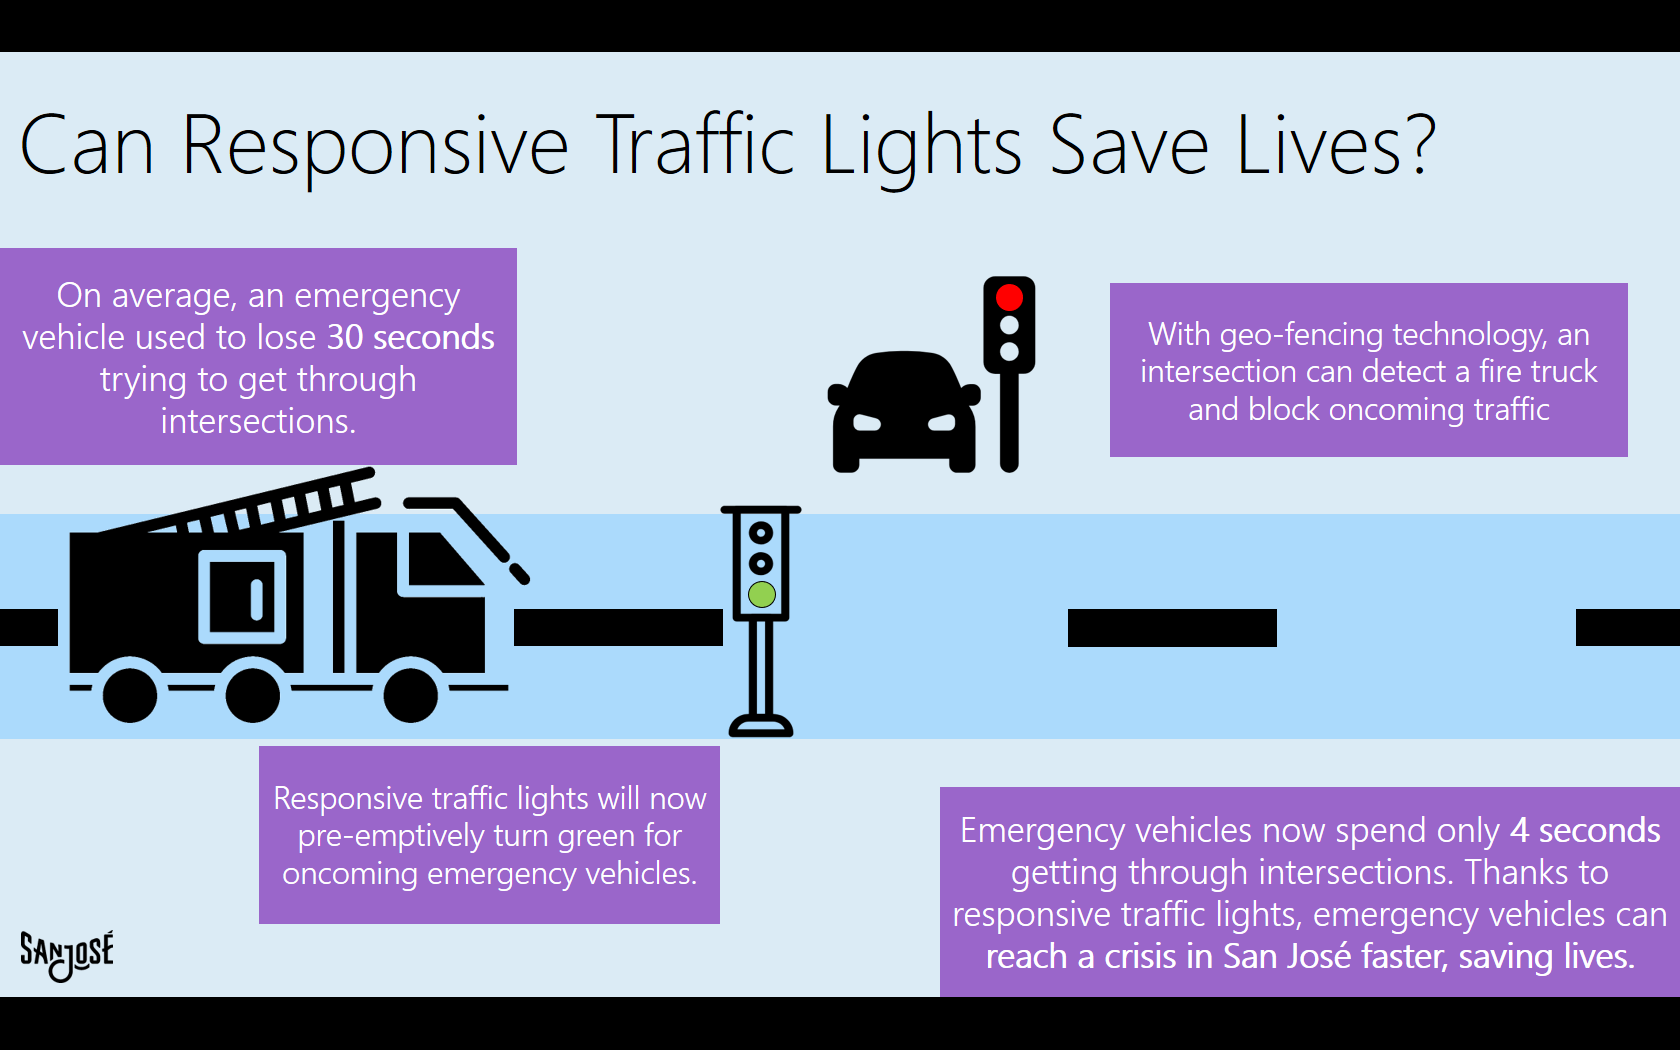 Can Responsive Traffic Lights Save Lives?
On average, an emergency
vehicle used to lose 30 seconds
trying to get through
intersections.
With geo-fencing technology, an
intersection can detect a fire truck
and block oncoming traffic
Responsive traffic lights will now
pre-emptively turn green for
oncoming emergency vehicles.
Emergency vehicles now spend only 4 seconds
getting through intersections. Thanks to
responsive traffic lights, emergency vehicles can
reach a crisis in San José faster, saving lives.
SAN JOSÉ